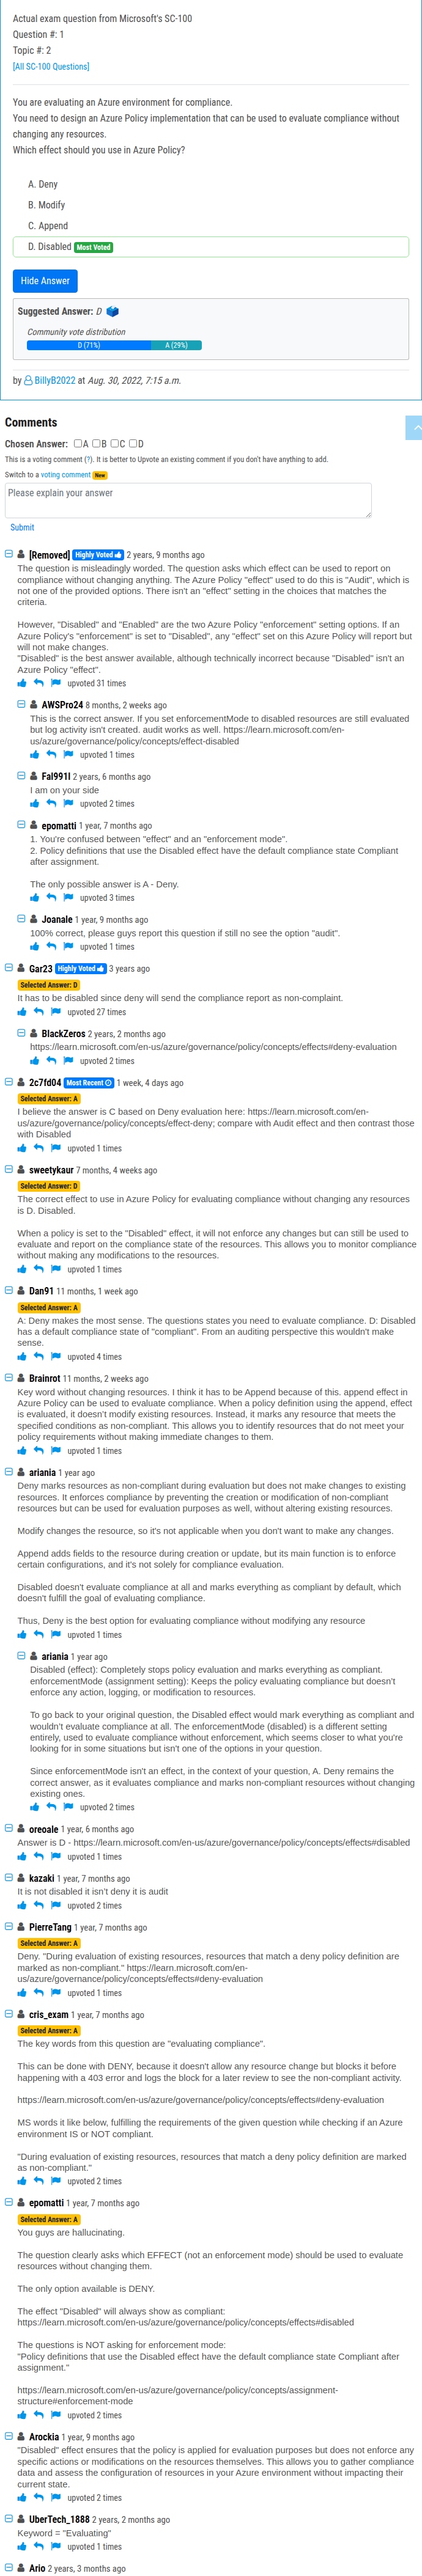 Actual exam question from Microsoft's SC-100
Question #: 1
Topic #: 2
[All SC-100 Questions]
You are evaluating an Azure environment for compliance.
You need to design an Azure Policy implementation that can be used to evaluate compliance without
changing any resources.
Which effect should you use in Azure Policy?
A. Deny
B. Modify
C. Append
D. Disabled Most Voted
Hide Answer
Suggested Answer: D
Community vote distribution
D (71%) A (29%)
by BillyB2022 at Aug. 30, 2022, 7:15 a.m.
Comments
Chosen Answer: A B C D
This is a voting comment (?). It is better to Upvote an existing comment if you don't have anything to add.
Switch to a voting comment New
Please explain your answer
Submit
[Removed] Highly Voted 2 years, 9 months ago
The question is misleadingly worded. The question asks which effect can be used to report on
compliance without changing anything. The Azure Policy "effect" used to do this is "Audit", which is
not one of the provided options. There isn't an "effect" setting in the choices that matches the
criteria.
However, "Disabled" and "Enabled" are the two Azure Policy "enforcement" setting options. If an
Azure Policy's "enforcement" is set to "Disabled", any "effect" set on this Azure Policy will report but
will not make changes.
"Disabled" is the best answer available, although technically incorrect because "Disabled" isn't an
Azure Policy "effect".
upvoted 31 times
AWSPro24 8 months, 2 weeks ago
This is the correct answer. If you set enforcementMode to disabled resources are still evaluated
but log activity isn't created. audit works as well. https://learn.microsoft.com/en-
us/azure/governance/policy/concepts/effect-disabled
upvoted 1 times
Fal991l 2 years, 6 months ago
I am on your side
upvoted 2 times
epomatti 1 year, 7 months ago
1. You're confused between "effect" and an "enforcement mode".
2. Policy definitions that use the Disabled effect have the default compliance state Compliant
after assignment.
The only possible answer is A - Deny.
upvoted 3 times
Joanale 1 year, 9 months ago
100% correct, please guys report this question if still no see the option "audit".
upvoted 1 times
Gar23 Highly Voted 3 years ago
Selected Answer: D
It has to be disabled since deny will send the compliance report as non-complaint.
upvoted 27 times
BlackZeros 2 years, 2 months ago
https://learn.microsoft.com/en-us/azure/governance/policy/concepts/effects#deny-evaluation
upvoted 2 times
2c7fd04 Most Recent 1 week, 4 days ago
Selected Answer: A
I believe the answer is C based on Deny evaluation here: https://learn.microsoft.com/en-
us/azure/governance/policy/concepts/effect-deny; compare with Audit effect and then contrast those
with Disabled
upvoted 1 times
sweetykaur 7 months, 4 weeks ago
Selected Answer: D
The correct effect to use in Azure Policy for evaluating compliance without changing any resources
is D. Disabled.
When a policy is set to the "Disabled" effect, it will not enforce any changes but can still be used to
evaluate and report on the compliance state of the resources. This allows you to monitor compliance
without making any modifications to the resources.
upvoted 1 times
Dan91 11 months, 1 week ago
Selected Answer: A
A: Deny makes the most sense. The questions states you need to evaluate compliance. D: Disabled
has a default compliance state of "compliant". From an auditing perspective this wouldn't make
sense.
upvoted 4 times
Brainrot 11 months, 2 weeks ago
Key word without changing resources. I think it has to be Append because of this. append effect in
Azure Policy can be used to evaluate compliance. When a policy definition using the append, effect
is evaluated, it doesn't modify existing resources. Instead, it marks any resource that meets the
specified conditions as non-compliant. This allows you to identify resources that do not meet your
policy requirements without making immediate changes to them.
upvoted 1 times
ariania 1 year ago
Deny marks resources as non-compliant during evaluation but does not make changes to existing
resources. It enforces compliance by preventing the creation or modification of non-compliant
resources but can be used for evaluation purposes as well, without altering existing resources.
Modify changes the resource, so it's not applicable when you don't want to make any changes.
Append adds fields to the resource during creation or update, but its main function is to enforce
certain configurations, and it's not solely for compliance evaluation.
Disabled doesn't evaluate compliance at all and marks everything as compliant by default, which
doesn't fulfill the goal of evaluating compliance.
Thus, Deny is the best option for evaluating compliance without modifying any resource
upvoted 1 times
ariania 1 year ago
Disabled (effect): Completely stops policy evaluation and marks everything as compliant.
enforcementMode (assignment setting): Keeps the policy evaluating compliance but doesn't
enforce any action, logging, or modification to resources.
To go back to your original question, the Disabled effect would mark everything as compliant and
wouldn't evaluate compliance at all. The enforcementMode (disabled) is a different setting
entirely, used to evaluate compliance without enforcement, which seems closer to what you're
looking for in some situations but isn't one of the options in your question.
Since enforcementMode isn't an effect, in the context of your question, A. Deny remains the
correct answer, as it evaluates compliance and marks non-compliant resources without changing
existing ones.
upvoted 2 times
oreoale 1 year, 6 months ago
Answer is D - https://learn.microsoft.com/en-us/azure/governance/policy/concepts/effects#disabled
upvoted 1 times
kazaki 1 year, 7 months ago
It is not disabled it isn't deny it is audit
upvoted 2 times
PierreTang 1 year, 7 months ago
Selected Answer: A
Deny. "During evaluation of existing resources, resources that match a deny policy definition are
marked as non-compliant." https://learn.microsoft.com/en-
us/azure/governance/policy/concepts/effects#deny-evaluation
upvoted 1 times
cris_exam 1 year, 7 months ago
Selected Answer: A
The key words from this question are "evaluating compliance".
This can be done with DENY, because it doesn't allow any resource change but blocks it before
happening with a 403 error and logs the block for a later review to see the non-compliant activity.
https://learn.microsoft.com/en-us/azure/governance/policy/concepts/effects#deny-evaluation
MS words it like below, fulfilling the requirements of the given question while checking if an Azure
environment IS or NOT compliant.
"During evaluation of existing resources, resources that match a deny policy definition are marked
as non-compliant."
upvoted 2 times
epomatti 1 year, 7 months ago
Selected Answer: A
You guys are hallucinating.
The question clearly asks which EFFECT (not an enforcement mode) should be used to evaluate
resources without changing them.
The only option available is DENY.
The effect "Disabled" will always show as compliant:
https://learn.microsoft.com/en-us/azure/governance/policy/concepts/effects#disabled
The questions is NOT asking for enforcement mode:
"Policy definitions that use the Disabled effect have the default compliance state Compliant after
assignment."
https://learn.microsoft.com/en-us/azure/governance/policy/concepts/assignment-
structure#enforcement-mode
upvoted 2 times
Arockia 1 year, 9 months ago
"Disabled" effect ensures that the policy is applied for evaluation purposes but does not enforce any
specific actions or modifications on the resources themselves. This allows you to gather compliance
data and assess the configuration of resources in your Azure environment without impacting their
current state.
upvoted 2 times
UberTech_1888 2 years, 2 months ago
Keyword = "Evaluating"
upvoted 1 times
Ario 2 years, 3 months ago